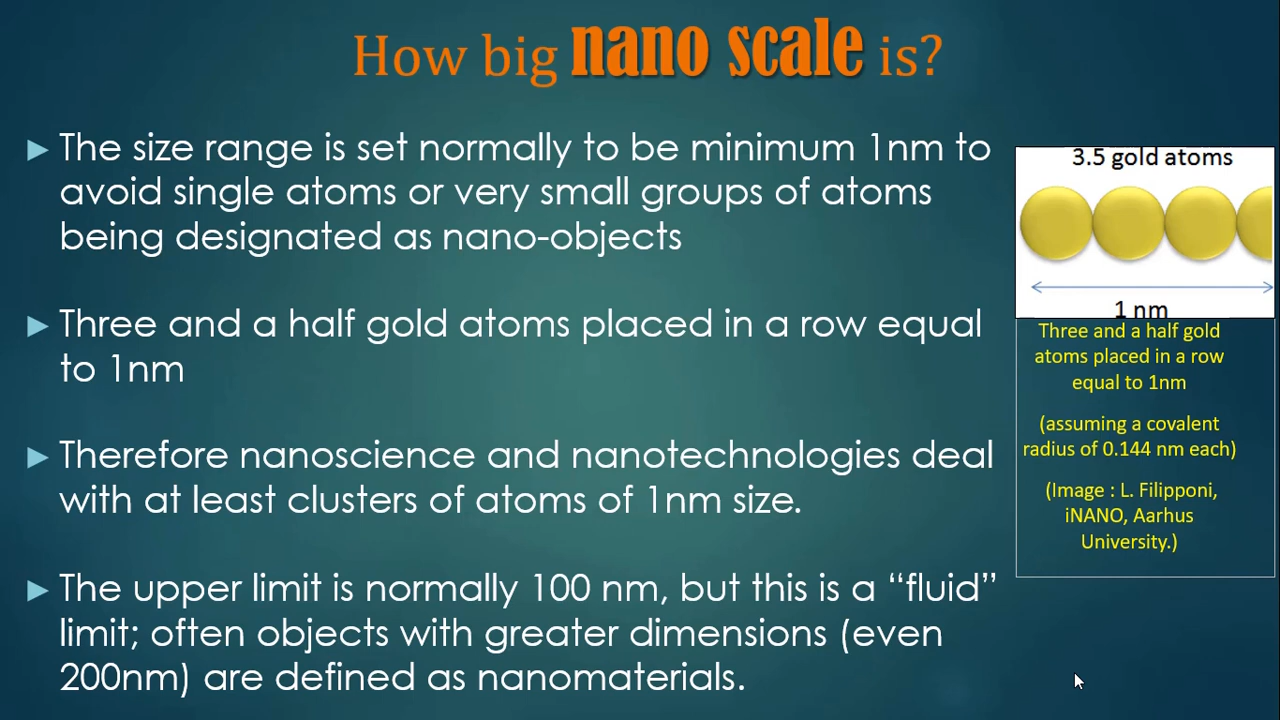 How big nano scale is?
The size range is set normally to be minimum 1nm to
avoid single atoms or very small groups of atoms
being designated as nano-objects
Three and a half gold atoms placed in a row equal
to 1nm
Therefore nanoscience and nanotechnologies deal
with at least clusters of atoms of 1nm size.
The upper limit is normally 100 nm, but this is a “fluid”
limit; often objects with greater dimensions (even
200nm) are defined as nanomaterials.
3.5 gold atoms
1 nm
Three and a half gold
atoms placed in a row
equal to 1nm
(assuming a covalent
radius of 0.144 nm each)
(Image : L. Filipponi,
iNANO, Aarhus
University.)